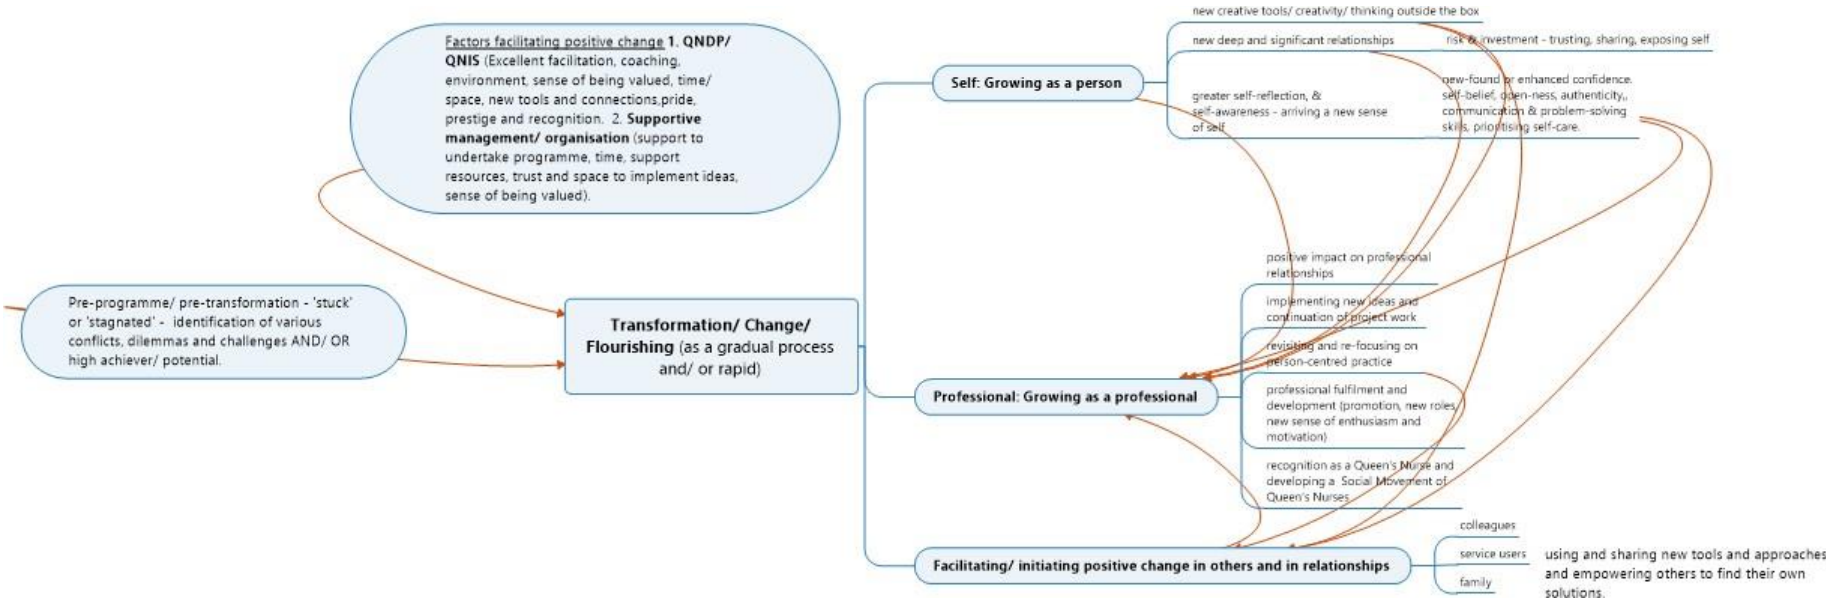 Factors facilitating positive change 1. QNDP/
QNIS (Excellent facilitation, coaching,
environment, sense of being valued, time/
space, new tools and connections,pride,
prestige and recognition. 2. Supportive
management/ organisation (support to
undertake programme, time, support
resources, trust and space to implement ideas,
sense of being valued).
Pre-programme/ pre-transformation - 'stuck'
or 'stagnated' - identification of various
conflicts, dilemmas and challenges AND/ OR
high achiever/ potential.
Transformation/ Change/
Flourishing (as a gradual process
and/ or rapid)
Self: Growing as a person
new creative tools/ creativity/ thinking outside the box
new deep and significant relationships
risk & investment - trusting, sharing, exposing self
greater self-reflection, &
self-awareness - arriving a new sense
of self
new-found or enhanced confidence.
self-belief, open-ness, authenticity,,
communication & problem-solving
skills, prioritising self-care.
Professional: Growing as a professional
positive impact on professional
relationships
implementing new ideas and
continuation of project work
revisiting and re-focusing on
person-centred practice
professional fulfilment and
development (promotion, new roles,
new sense of enthusiasm and
motivation)
recognition as a Queen's Nurse and
developing a Social Movement of
Queen's Nurses
Facilitating/ initiating positive change in others and in relationships
colleagues
service users
family
using and sharing new tools and approaches
and empowering others to find their own
solutions.